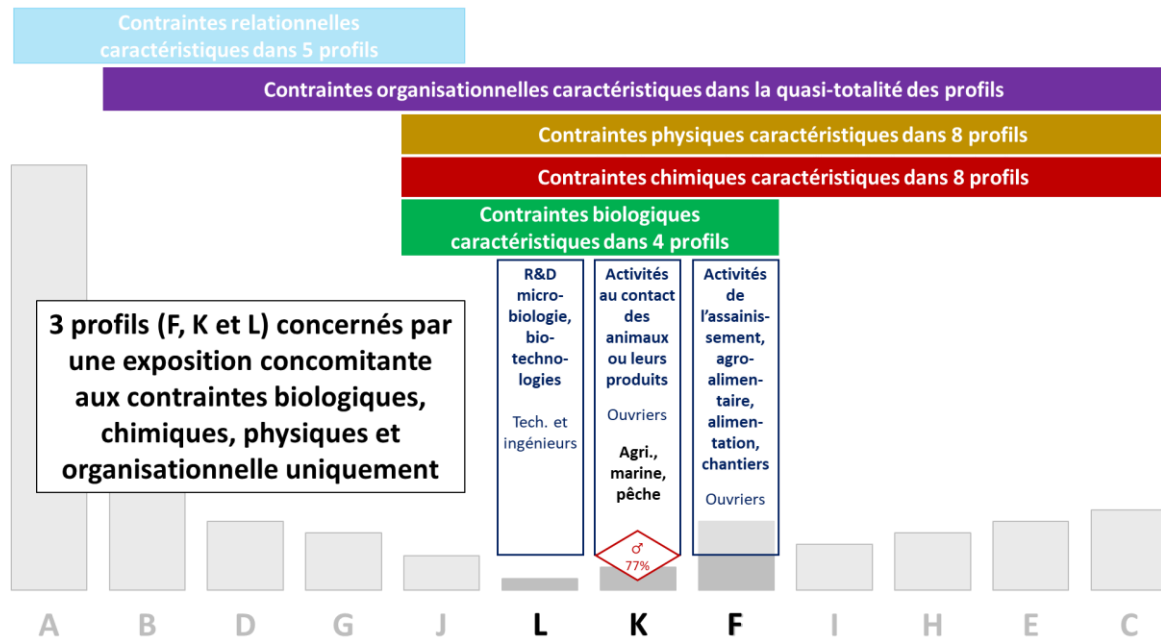 Contraintes relationnelles
caractéristiques dans 5 profils
Contraintes organisationnelles caractéristiques dans la quasi-totalité des profils
Contraintes physiques caractéristiques dans 8 profils
Contraintes chimiques caractéristiques dans 8 profils
Contraintes biologiques
caractéristiques dans 4 profils
3 profils (F, K et L) concernés par
une exposition concomitante
aux contraintes biologiques,
chimiques, physiques et
organisationnelle uniquement
R&D
micro-
biologie,
bio-
techno-
logies
Tech. et
ingénieurs
Activités
au contact
des
animaux
ou leurs
produits
Ouvriers
Agri.,
marine,
pêche
♂
77%
Activités
de
l'assainis-
sement,
agro-
alimen-
taire,
alimen-
tation,
chantiers
Ouvriers
A B D G J L K F I H E C